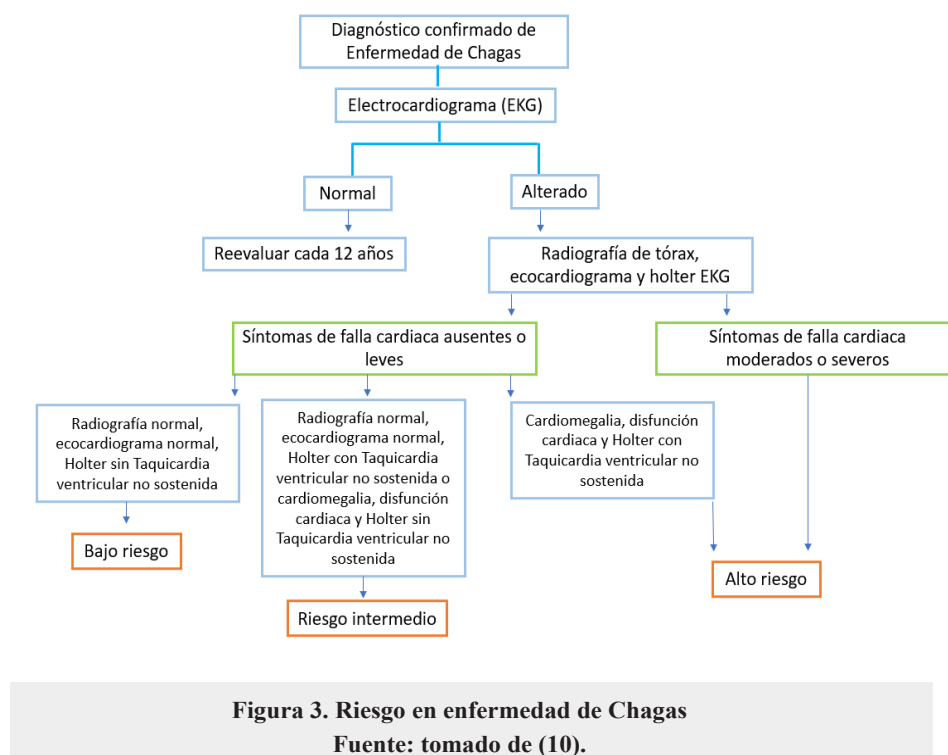 Diagnóstico confirmado de
Enfermedad de Chagas
Electrocardiograma (EKG)
Normal
Alterado
Reevaluar cada 12 años
Radiografía de tórax,
ecocardiograma y holter EKG
Síntomas de falla cardiaca ausentes o
leves
Síntomas de falla cardiaca
moderados o severos
Radiografía normal,
ecocardiograma normal,
Holter sin Taquicardia
ventricular no sostenida
Radiografía normal,
ecocardiograma normal,
Holter con Taquicardia
ventricular no sostenida o
cardiomegalia, disfunción
cardiaca y Holter sin
Taquicardia ventricular no
sostenida
Cardiomegalia, disfunción
cardiaca y Holter con
Taquicardia ventricular no
sostenida
Bajo riesgo
Riesgo intermedio
Alto riesgo
Figura 3. Riesgo en enfermedad de Chagas
Fuente: tomado de (10).